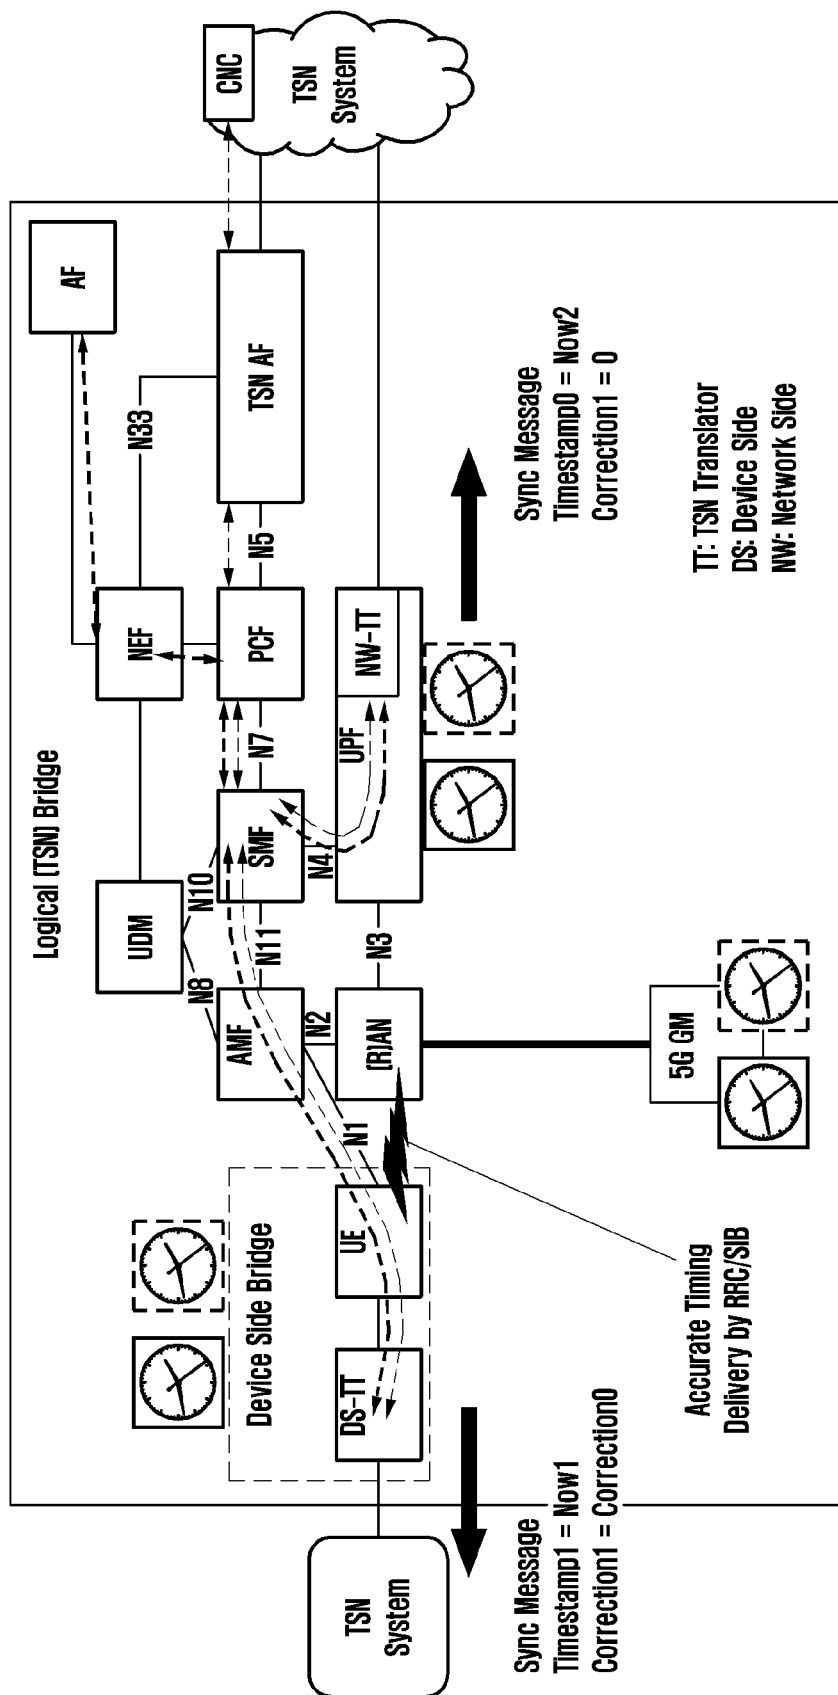 Logical (TSN) Bridge
AF
CNC
TSN
System
UDM
NEF
N33
N8
N10
AMF
N11
SMF
N7
PCF
N5
TSN AF
Device Side Bridge
DS-TT
UE
N1
N2
(R)AN
N3
N4
UPF
NW-TT
TSN
System
Sync Message
Timestamp1 = Now1
Correction1 = Correction0
Accurate Timing
Delivery by RRC/SIB
5G GM
Sync Message
Timestamp0 = Now2
Correction1 = 0
TT: TSN Translator
DS: Device Side
NW: Network Side